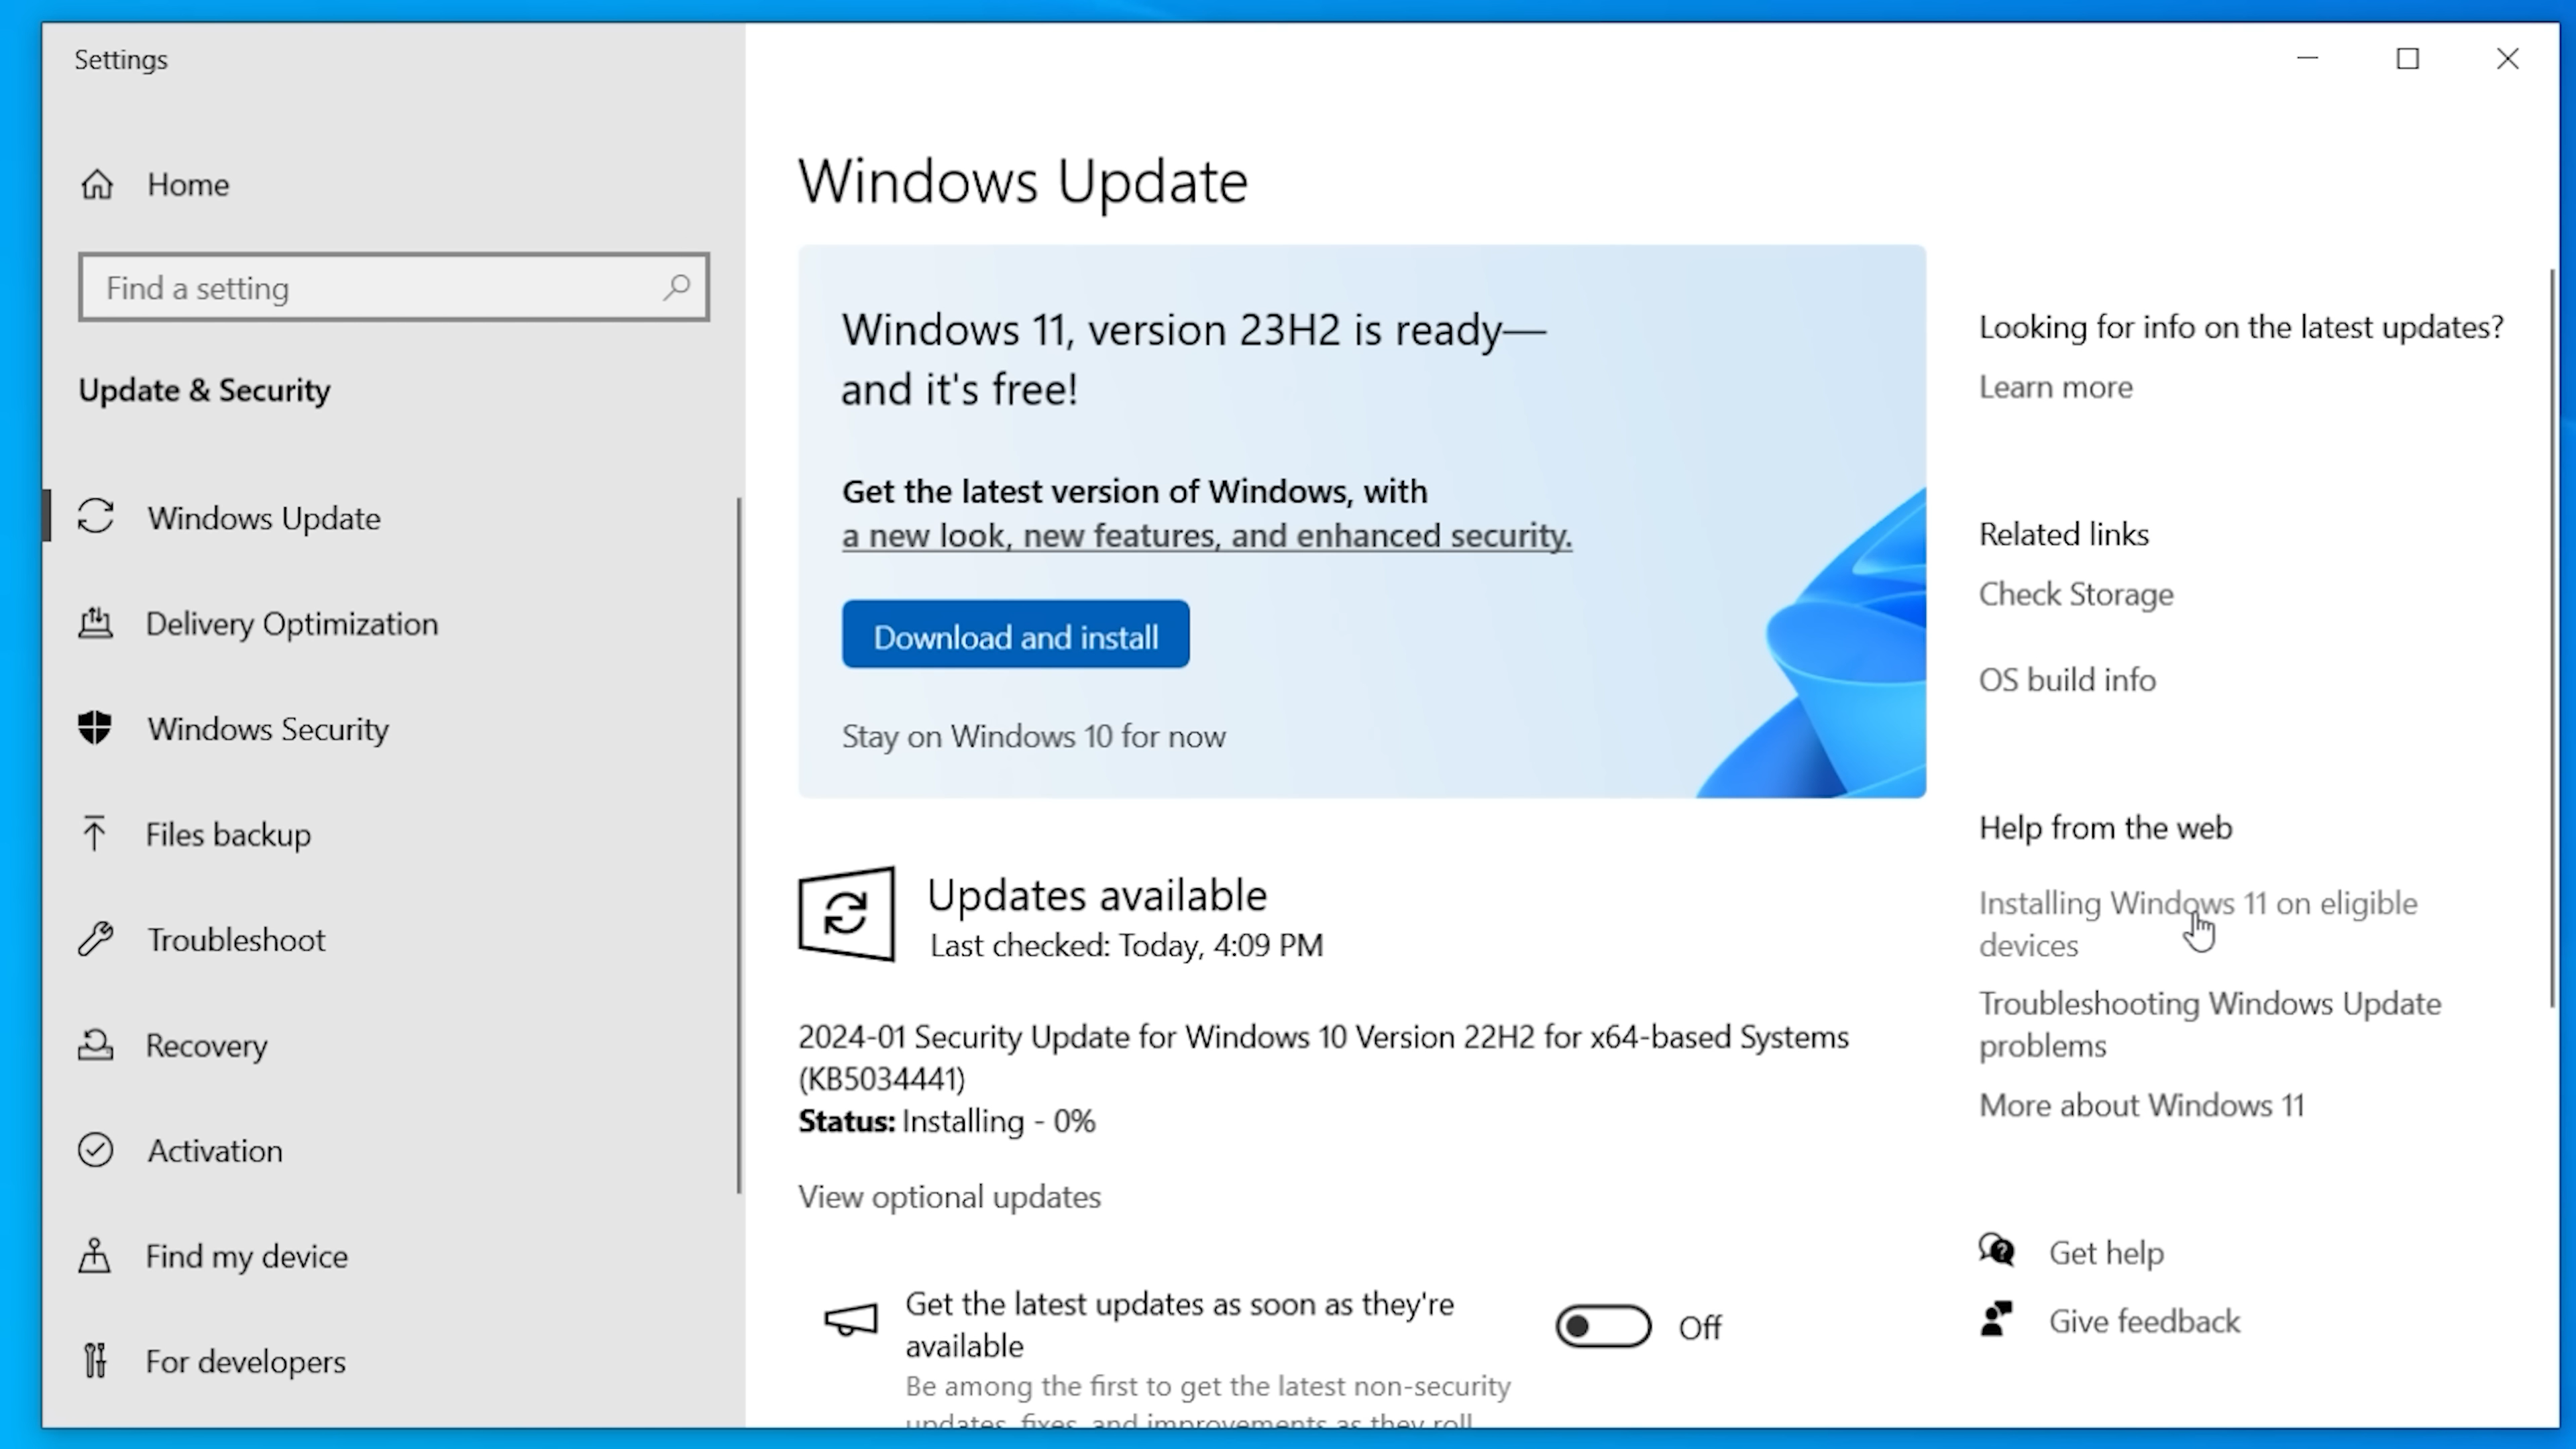 Settings
Home
Find a setting
Update & Security
Windows Update
Delivery Optimization
Windows Security
Files backup
Troubleshoot
Recovery
Activation
Find my device
For developers
Windows Update
Windows 11, version 23H2 is ready—
and it's free!
Get the latest version of Windows, with
a new look, new features, and enhanced security.
Download and install
Stay on Windows 10 for now
Updates available
Last checked: Today, 4:09 PM
2024-01 Security Update for Windows 10 Version 22H2 for x64-based Systems
(KB5034441)
Status: Installing - 0%
View optional updates
Get the latest updates as soon as they're
available
Off
Be among the first to get the latest non-security
updates, fixes, and improvements as they roll
Looking for info on the latest updates?
Learn more
Related links
Check Storage
OS build info
Help from the web
Installing Windows 11 on eligible
devices
Troubleshooting Windows Update
problems
More about Windows 11
Get help
Give feedback